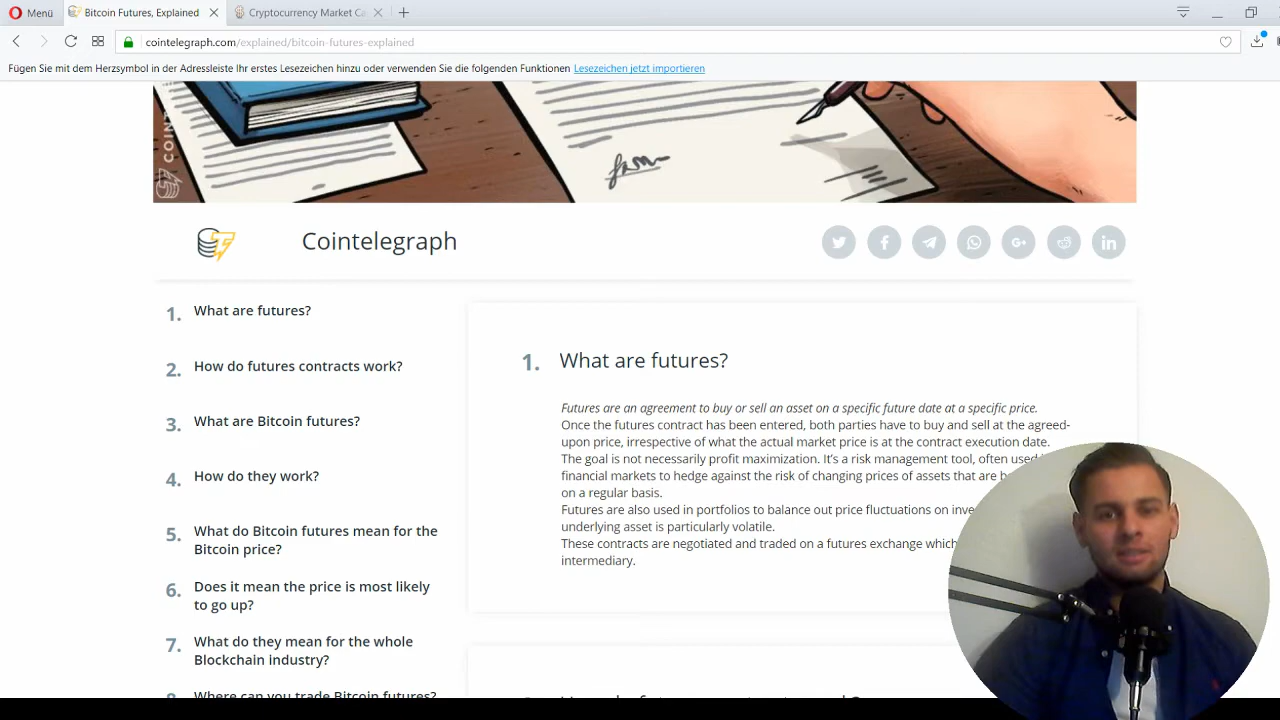 Menü
Bitcoin Futures, Explained
Cryptocurrency Market Ca
cointelegraph.com/explained/bitcoin-futures-explained
Fügen Sie mit dem Herzsymbol in der Adressleiste Ihr erstes Lesezeichen hinzu oder verwenden Sie die folgenden Funktionen Lesezeichen jetzt importieren
COINT
Cointelegraph
1. What are futures?
2. How do futures contracts work?
3. What are Bitcoin futures?
4. How do they work?
5. What do Bitcoin futures mean for the
Bitcoin price?
6. Does it mean the price is most likely
to go up?
7. What do they mean for the whole
Blockchain industry?
Where can you trade Bitcoin futures?
1. What are futures?
Futures are an agreement to buy or sell an asset on a specific future date at a specific price.
Once the futures contract has been entered, both parties have to buy and sell at the agreed-
upon price, irrespective of what the actual market price is at the contract execution date.
The goal is not necessarily profit maximization. It's a risk management tool, often used
financial markets to hedge against the risk of changing prices of assets that are
on a regular basis.
Futures are also used in portfolios to balance out price fluctuations on
underlying asset is particularly volatile.
These contracts are negotiated and traded on a futures exchange which
intermediary.